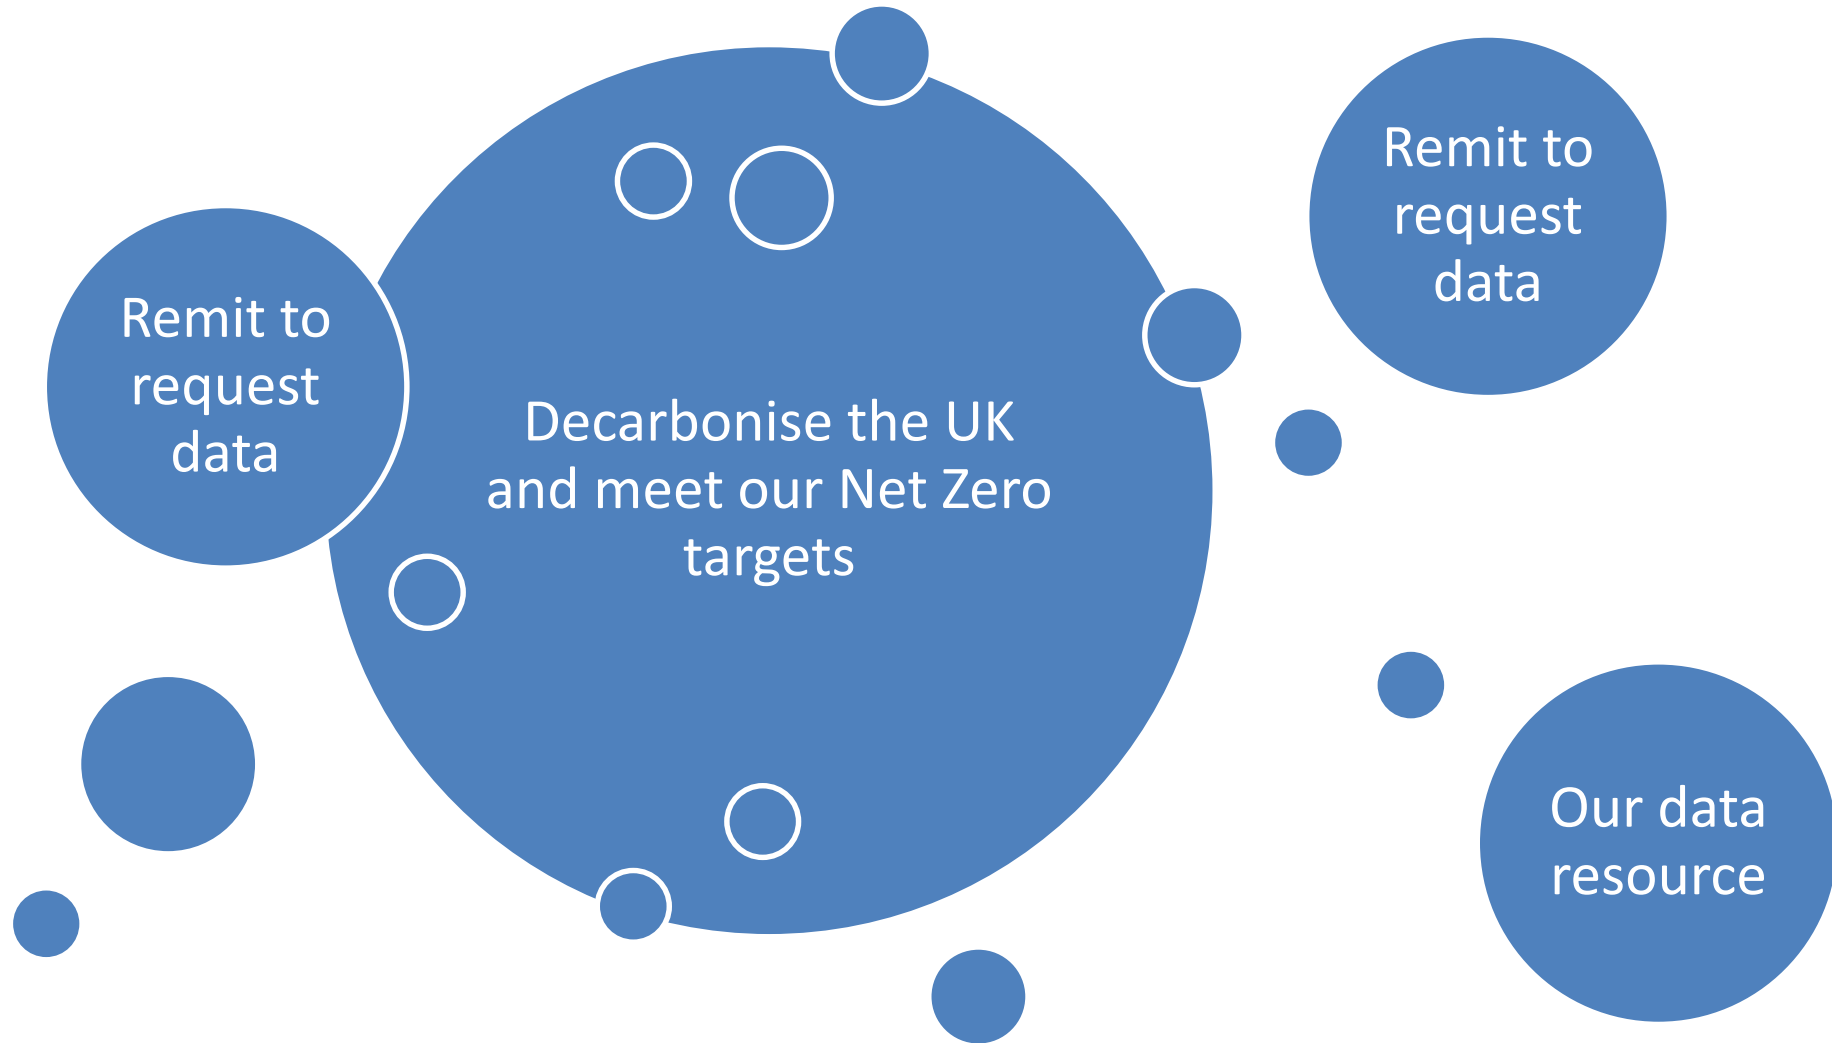 Remit to
request
data
Decarbonise the UK
and meet our Net Zero
targets
Remit to
request
data
Our data
resource